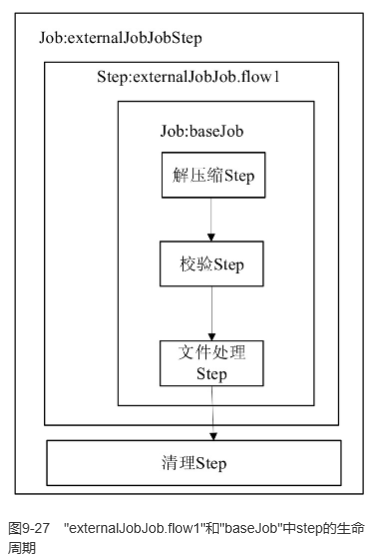 Job:externalJobJobStep
Step:externalJobJob.flow1
Job:baseJob
解压缩Step
校验Step
文件处理
Step
清理Step
图9-27 "externalJobJob.flow1"和"baseJob"中step的生命
周期